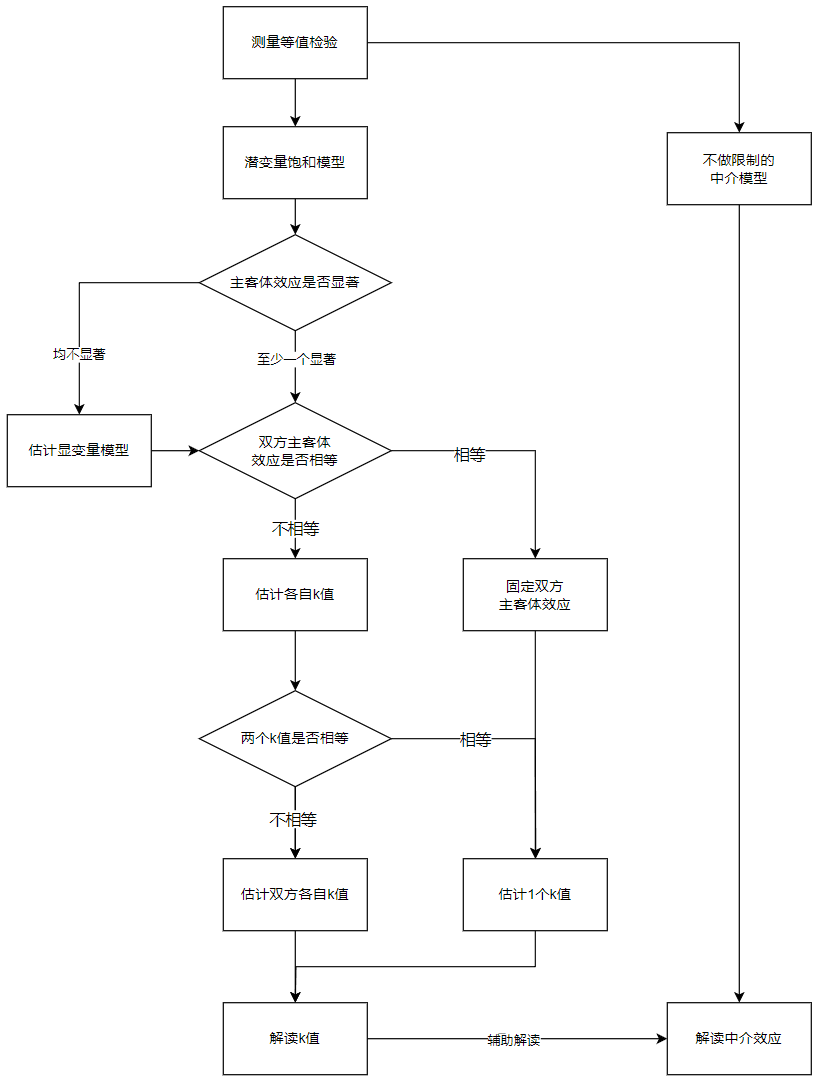 测量等值检验
潜变量饱和模型
不做限制的
中介模型
主客体效应是否显著
均不显著
至少一个显著
估计显变量模型
双方主客体
效应是否相等
相等
不相等
估计各自k值
固定双方
主客体效应
两个k值是否相等
相等
不相等
估计双方各自k值
估计1个k值
解读k值
辅助解读
解读中介效应